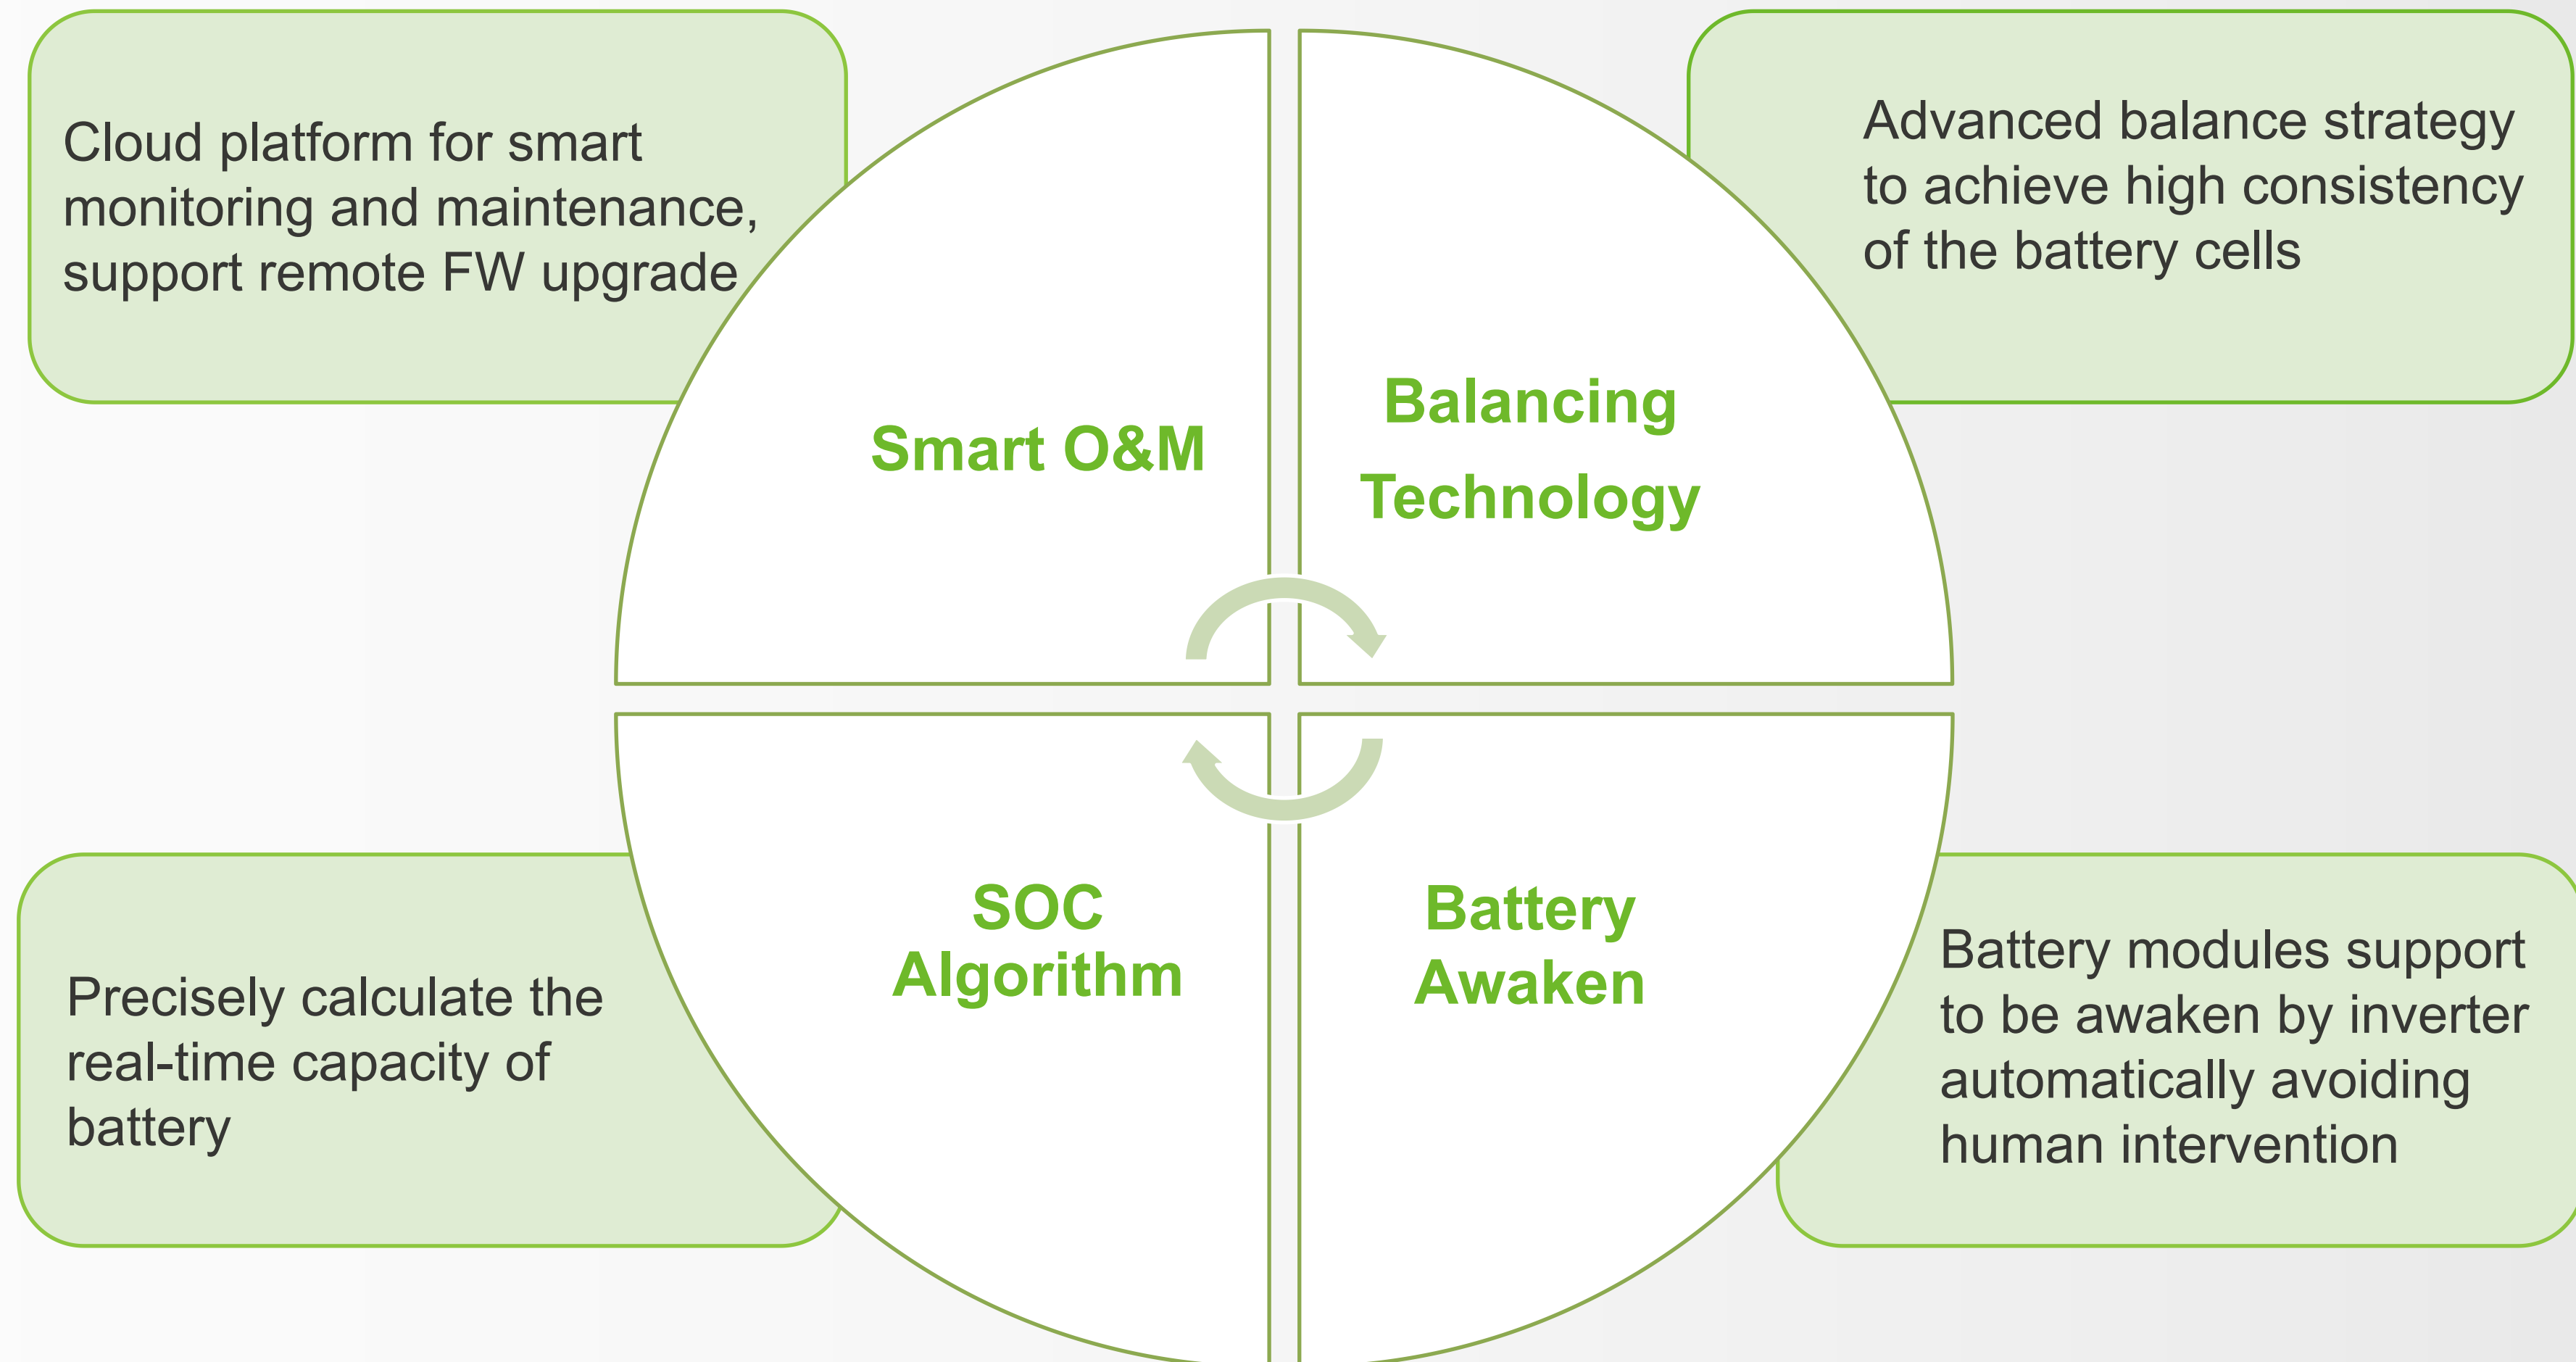 Cloud platform for smart
monitoring and maintenance,
support remote FW upgrade
Smart O&M
Balancing
Technology
Advanced balance strategy
to achieve high consistency
of the battery cells
Precisely calculate the
real-time capacity of
battery
SOC
Algorithm
Battery
Awaken
Battery modules support
to be awaken by inverter
automatically avoiding
human intervention